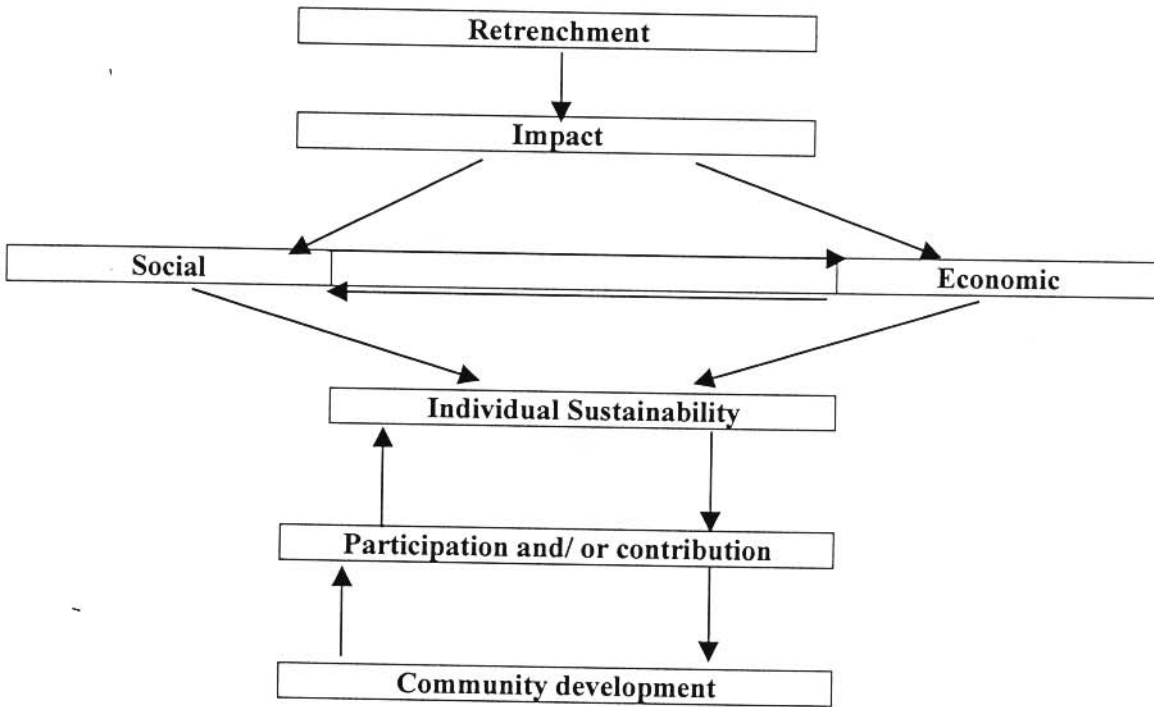 Retrenchment
Impact
Social
Economic
Individual Sustainability
Participation and/ or contribution
Community development